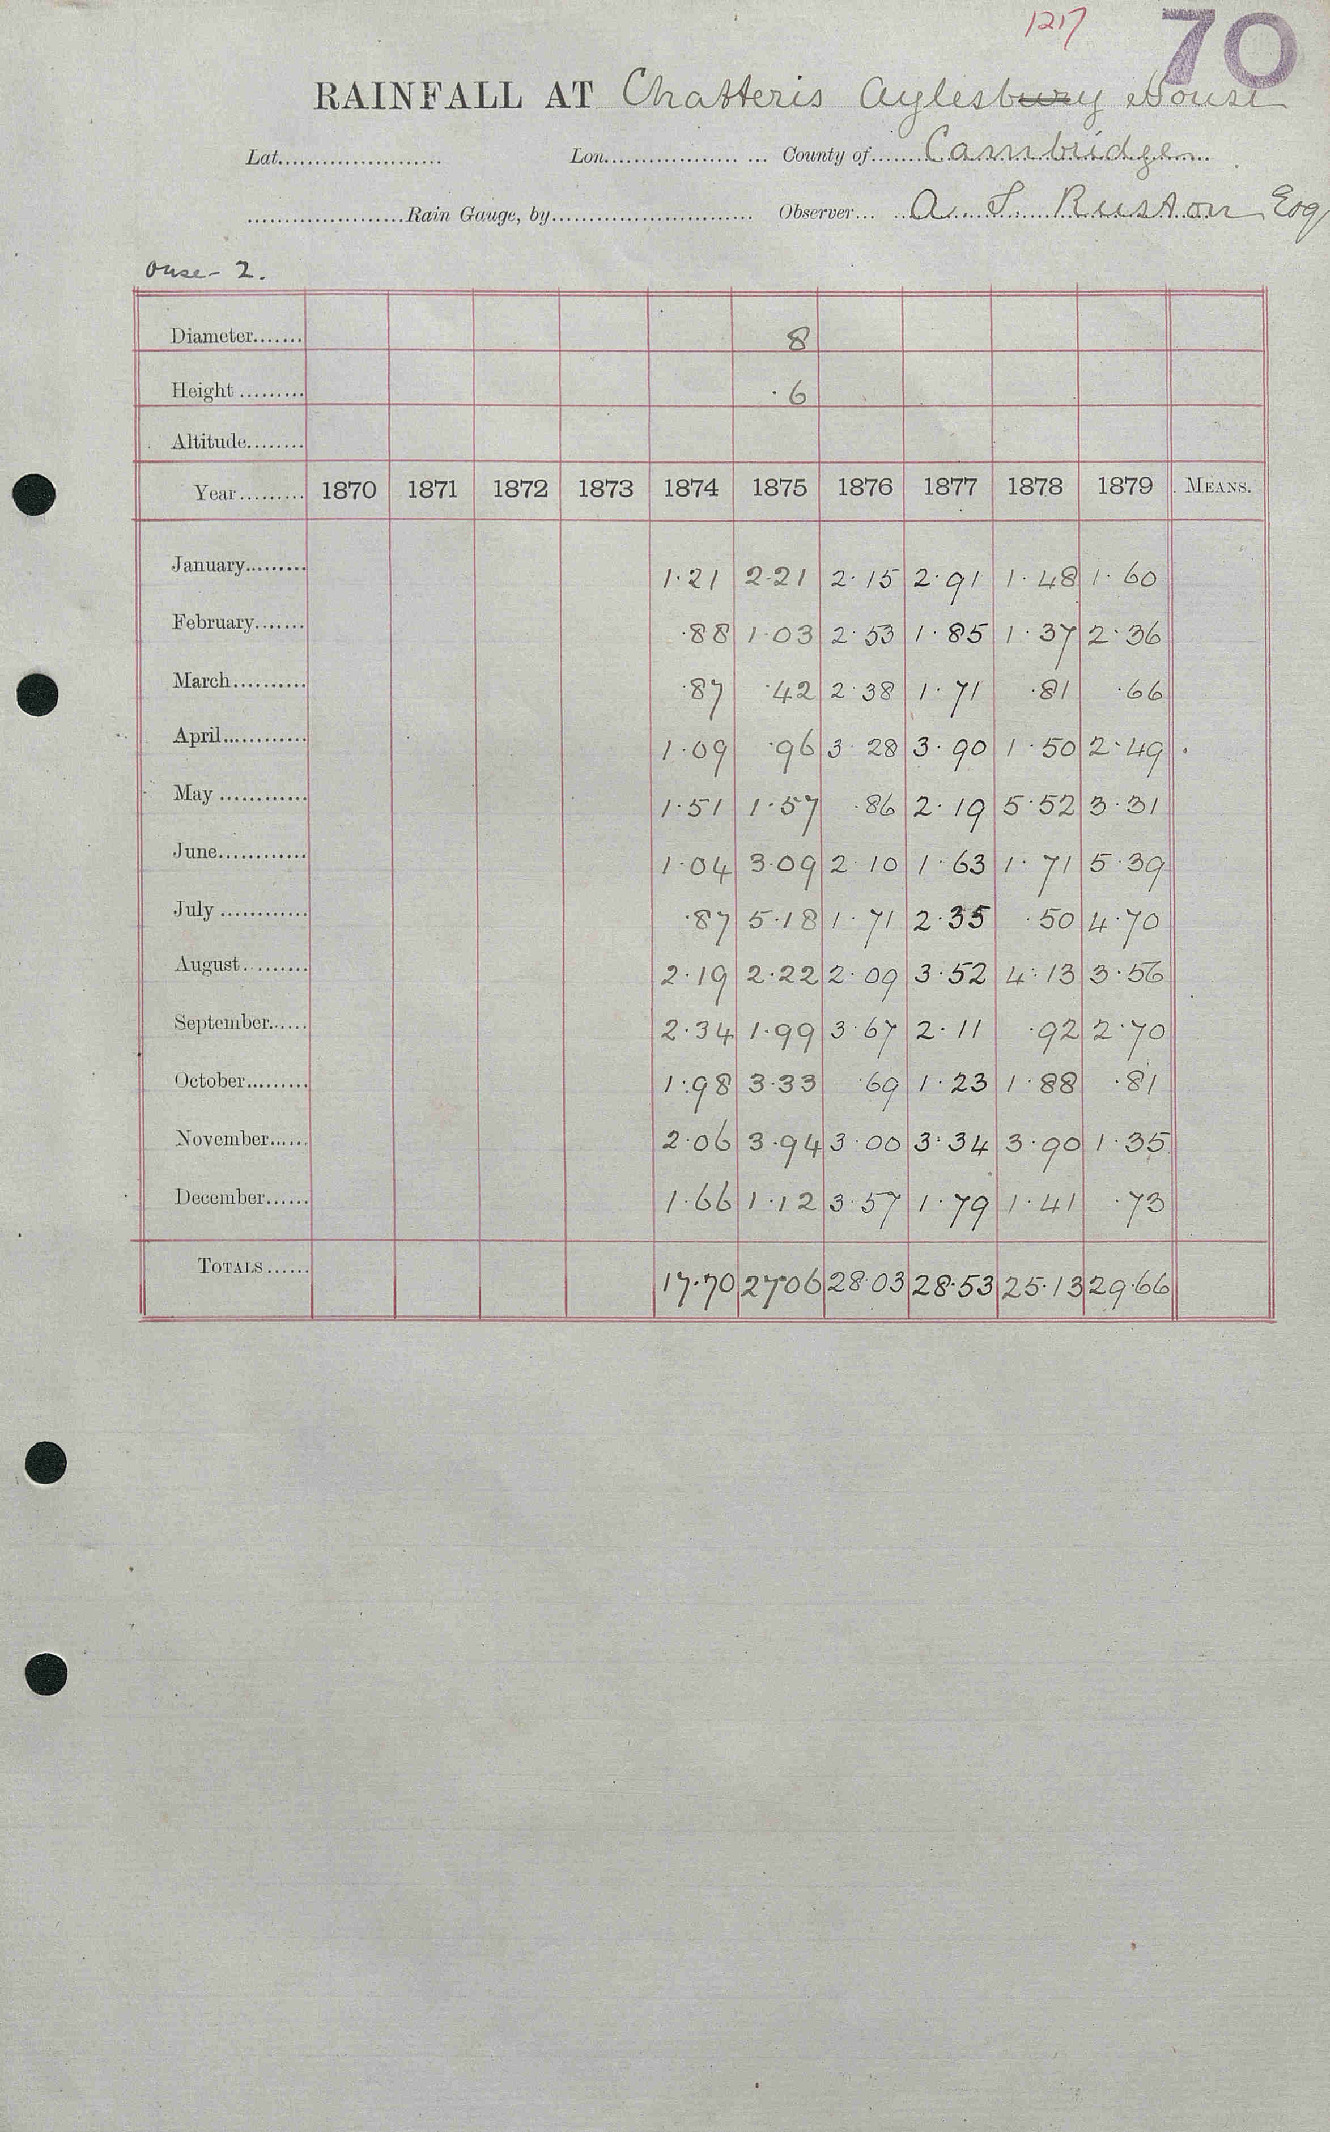 1217 70
RAINFALL AT Chatteris Aylesbury House
Lat...................... Lon.................. ... County of.......Cambridge
.....................Rain Gauge, by........................... Observer... ..A. S. Ruston Esq
Ouse - 2.
Diameter....... 8
Height ......... ·6
Altitude........
Year......... 1870 1871 1872 1873 1874 1875 1876 1877 1878 1879 MEANS.
January......... 1·21 2·21 2·15 2·91 1·48 1·60
February....... ·88 1·03 2·53 1·85 1·37 2·36
March.......... ·87 ·42 2·38 1·71 ·81 ·66
April............ 1·09 ·96 3·28 3·90 1·50 2·49
May ............ 1·51 1·57 ·86 2·19 5·52 3·31
June............ 1·04 3·09 2·10 1·63 1·71 5·39
July ............ ·87 5·18 1·71 2·35 ·50 4·70
August......... 2·19 2·22 2·09 3·52 4·13 3·56
September...... 2·34 1·99 3·67 2·11 ·92 2·70
October......... 1·98 3·33 ·69 1·23 1·88 ·81
November...... 2·06 3·94 3·00 3·34 3·90 1·35
December...... 1·66 1·12 3·57 1·79 1·41 ·73
TOTALS...... 17·70 27·06 28·03 28·53 25·13 29·66